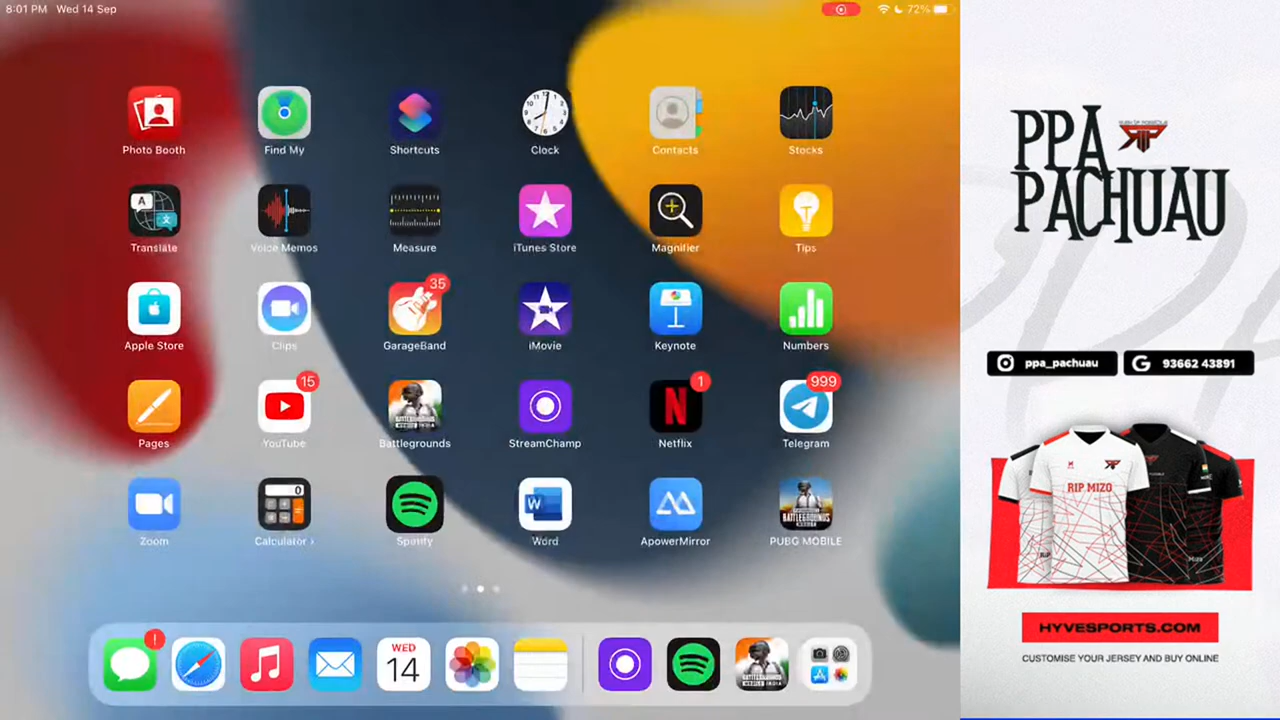 8:01 PM Wed 14 Sep
72%
Photo Booth
Find My
Shortcuts
Clock
Contacts
Stocks
Translate
Voice Memos
Measure
iTunes Store
Magnifier
Tips
35
Apple Store
Clips
GarageBand
iMovie
Keynote
Numbers
15
1
999
Pages
YouTube
Battlegrounds
StreamChamp
Netflix
Telegram
Zoom
Calculator ›
Spotify
Word
ApowerMirror
PUBG MOBILE
!
WED
14
PPA
PACHUAU
RIP
ppa_pachuau
93662 43891
RIP MIZO
HYVESPORTS.COM
CUSTOMISE YOUR JERSEY AND BUY ONLINE